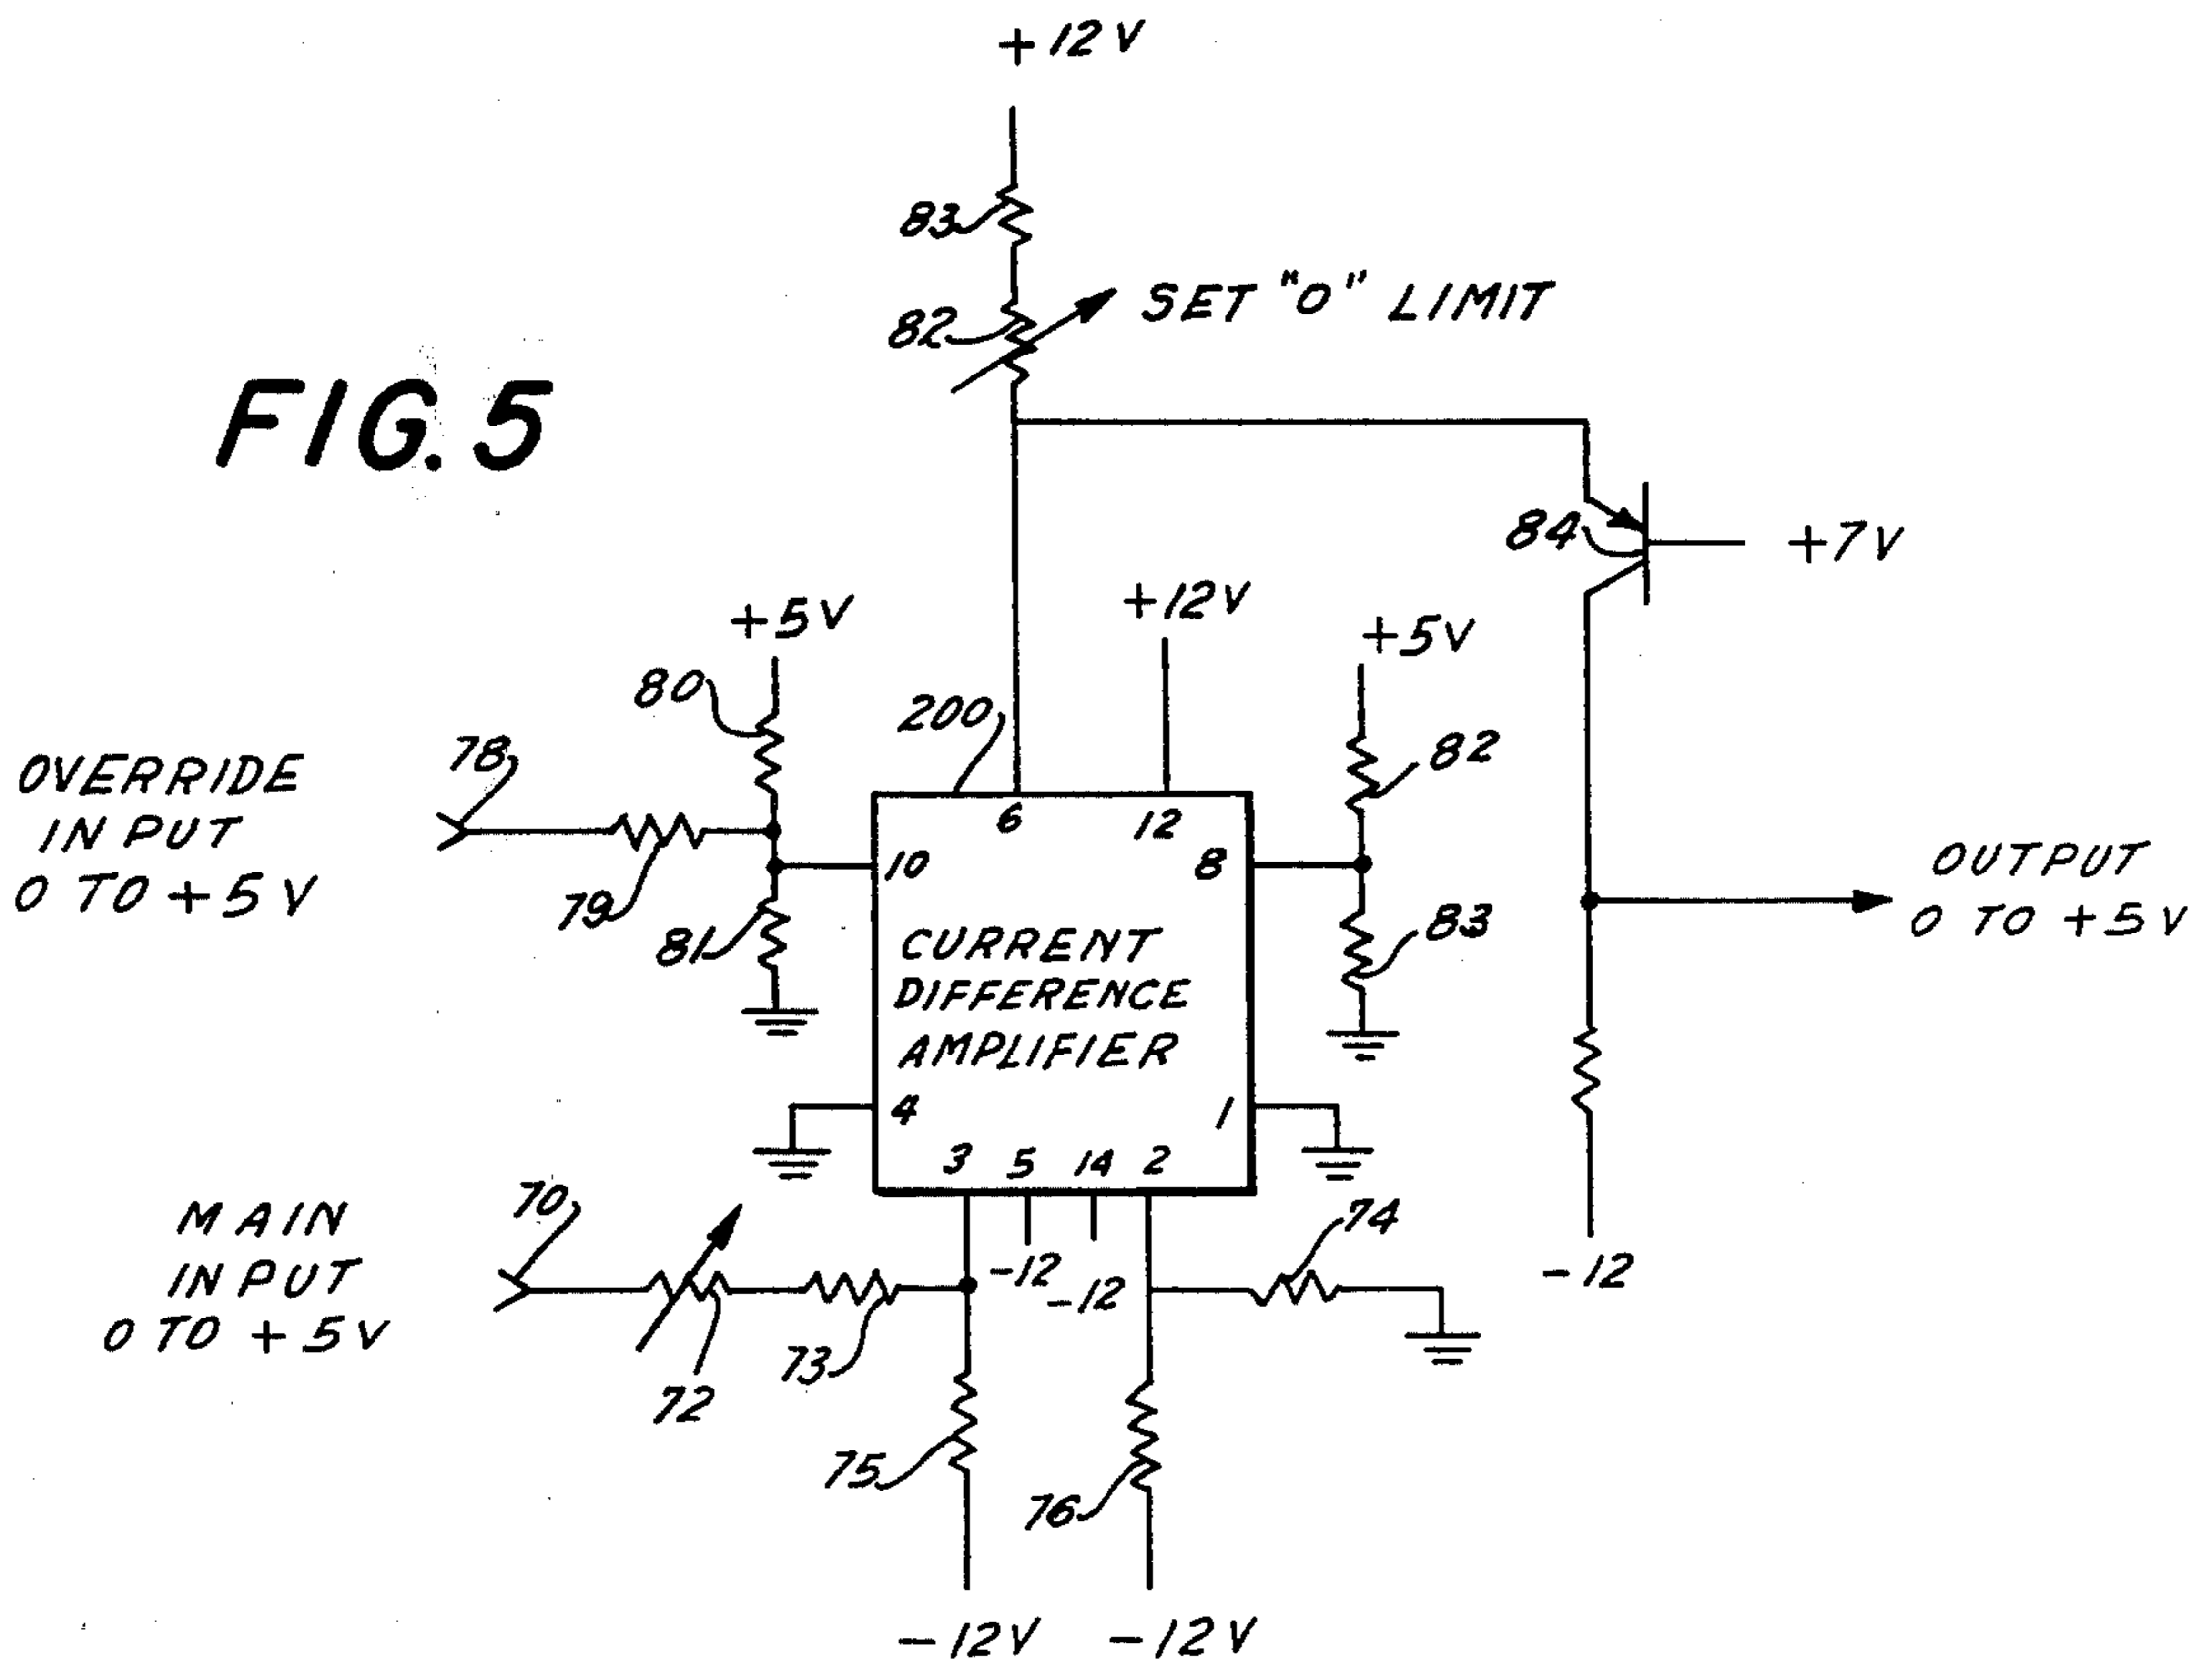 +12V
83
82
SET "0" LIMIT
FIG. 5
84
+7V
+5V
+12V
+5V
80
200
82
78
OVERRIDE
INPUT
0 TO +5V
79
81
6
12
10
8
83
CURRENT
DIFFERENCE
AMPLIFIER
OUTPUT
0 TO +5V
4
1
3
5
14
2
70
74
MAIN
INPUT
0 TO +5V
-12
-12
-12
72
73
75
76
-12V
-12V